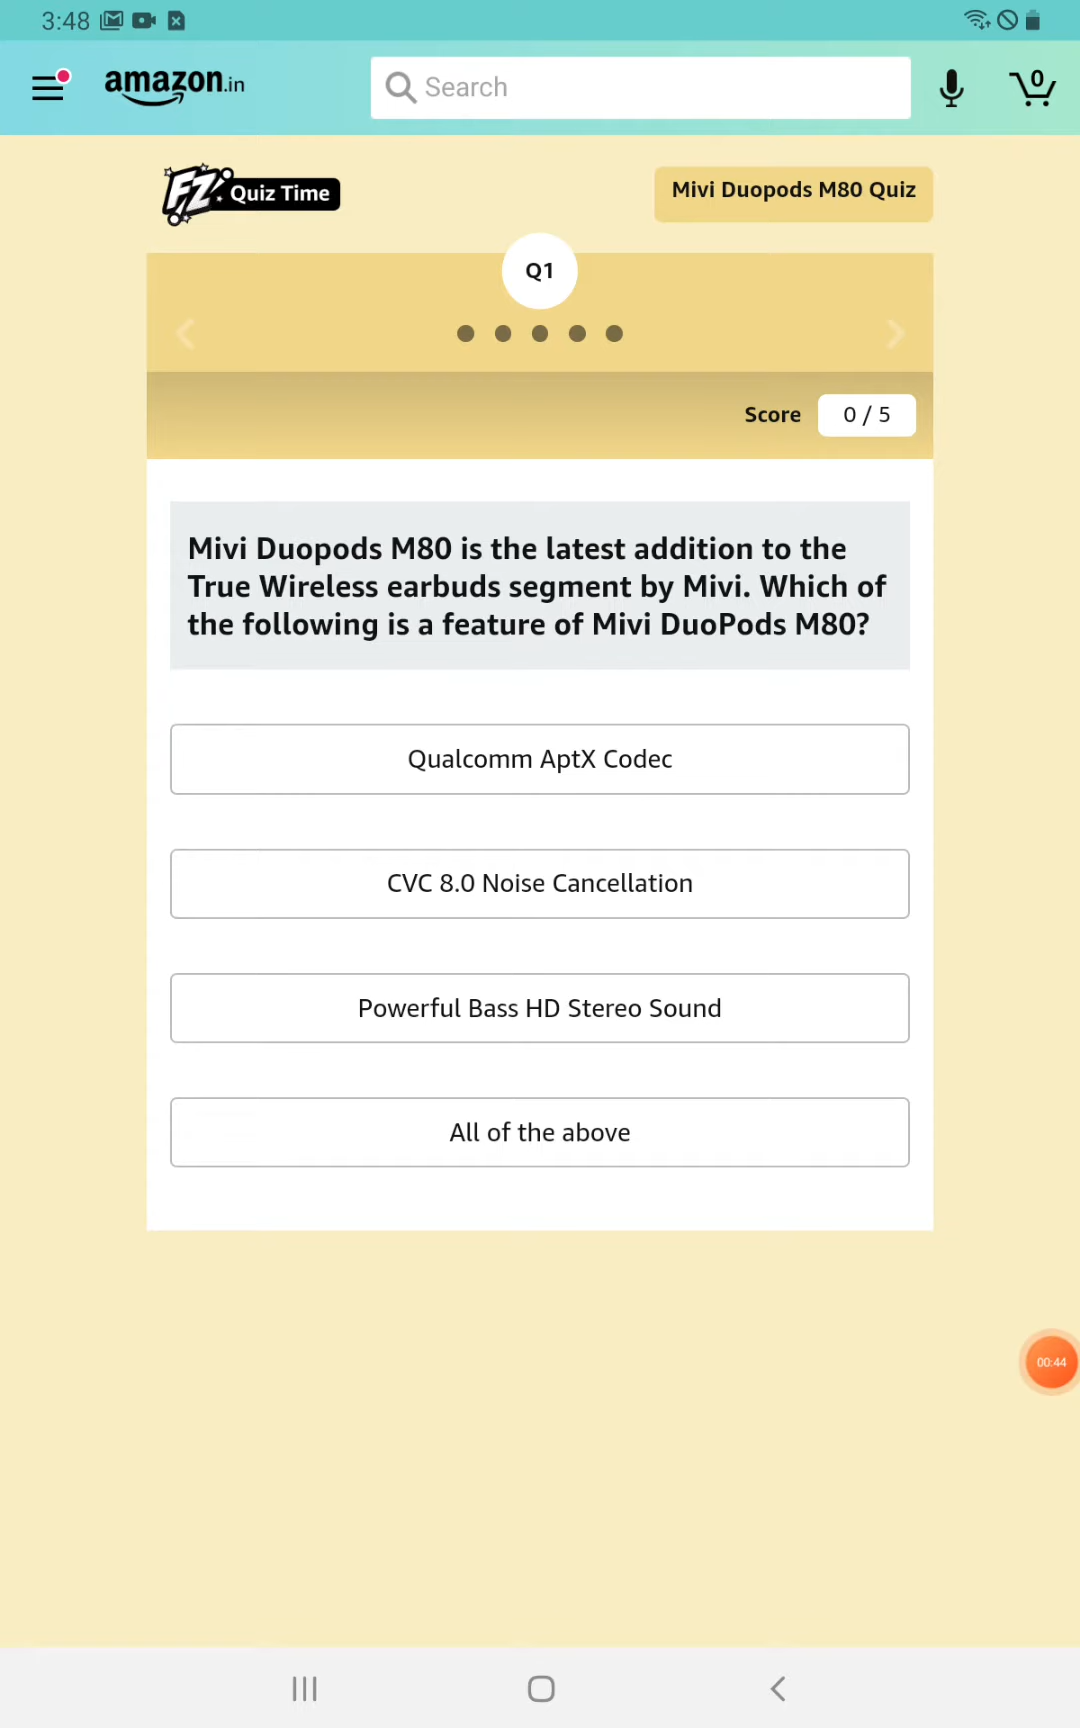 3:48
amazon.in
Search
0
FZ Quiz Time
Mivi Duopods M80 Quiz
Q1
Score 0 / 5
Mivi Duopods M80 is the latest addition to the
True Wireless earbuds segment by Mivi. Which of
the following is a feature of Mivi DuoPods M80?
Qualcomm AptX Codec
CVC 8.0 Noise Cancellation
Powerful Bass HD Stereo Sound
All of the above
00:44